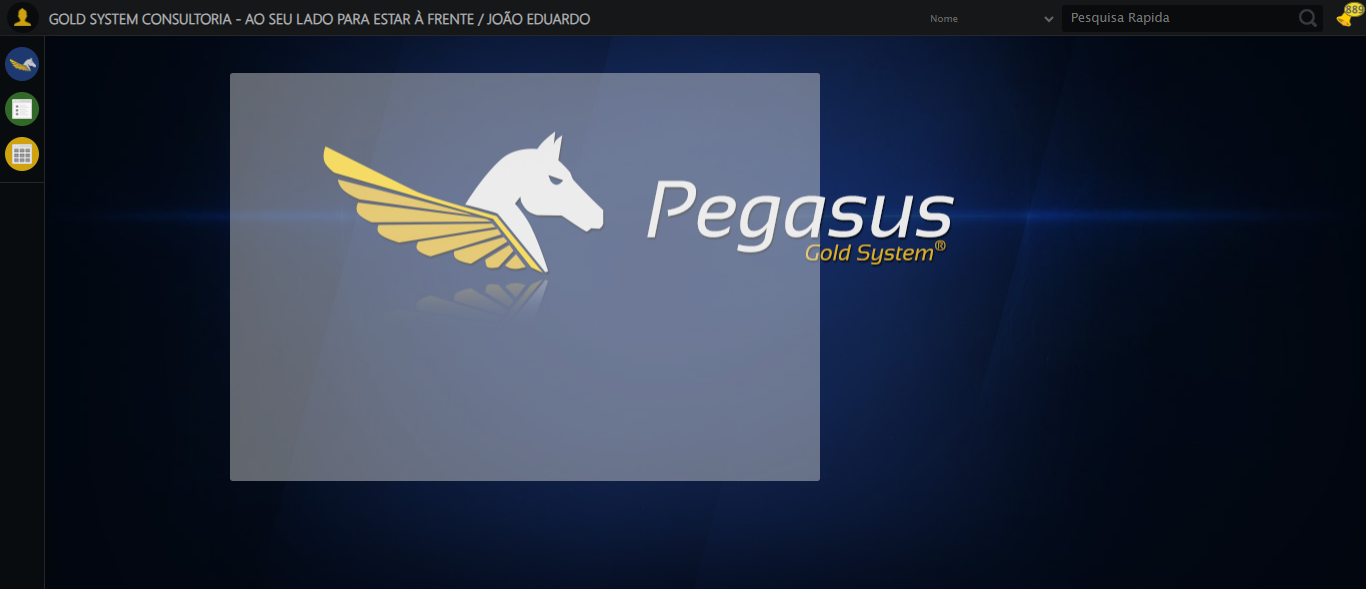 GOLD SYSTEM CONSULTORIA - AO SEU LADO PARA ESTAR À FRENTE / JOÃO EDUARDO
Nome
Pesquisa Rapida
889
Pegasus
Gold System®